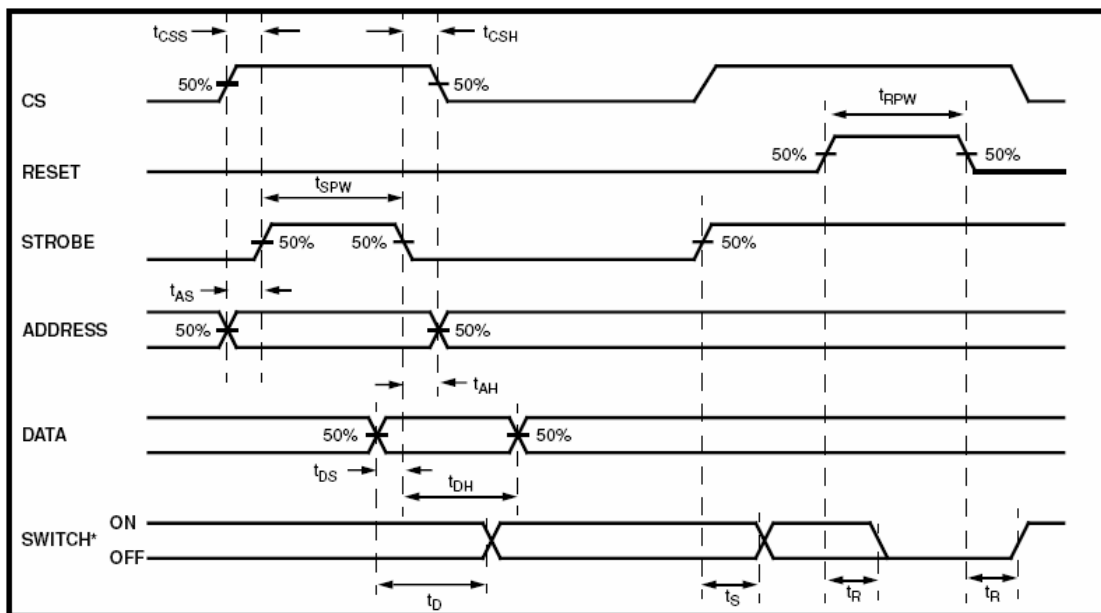 tCSS tCSH
50% 50%
CS
tRPW
50% 50%
RESET
tSPW
STROBE 50% 50% 50%
tAS
ADDRESS 50% 50%
tAH
DATA 50% 50%
tDS tDH
ON
SWITCH*
OFF
tD tS tR tR